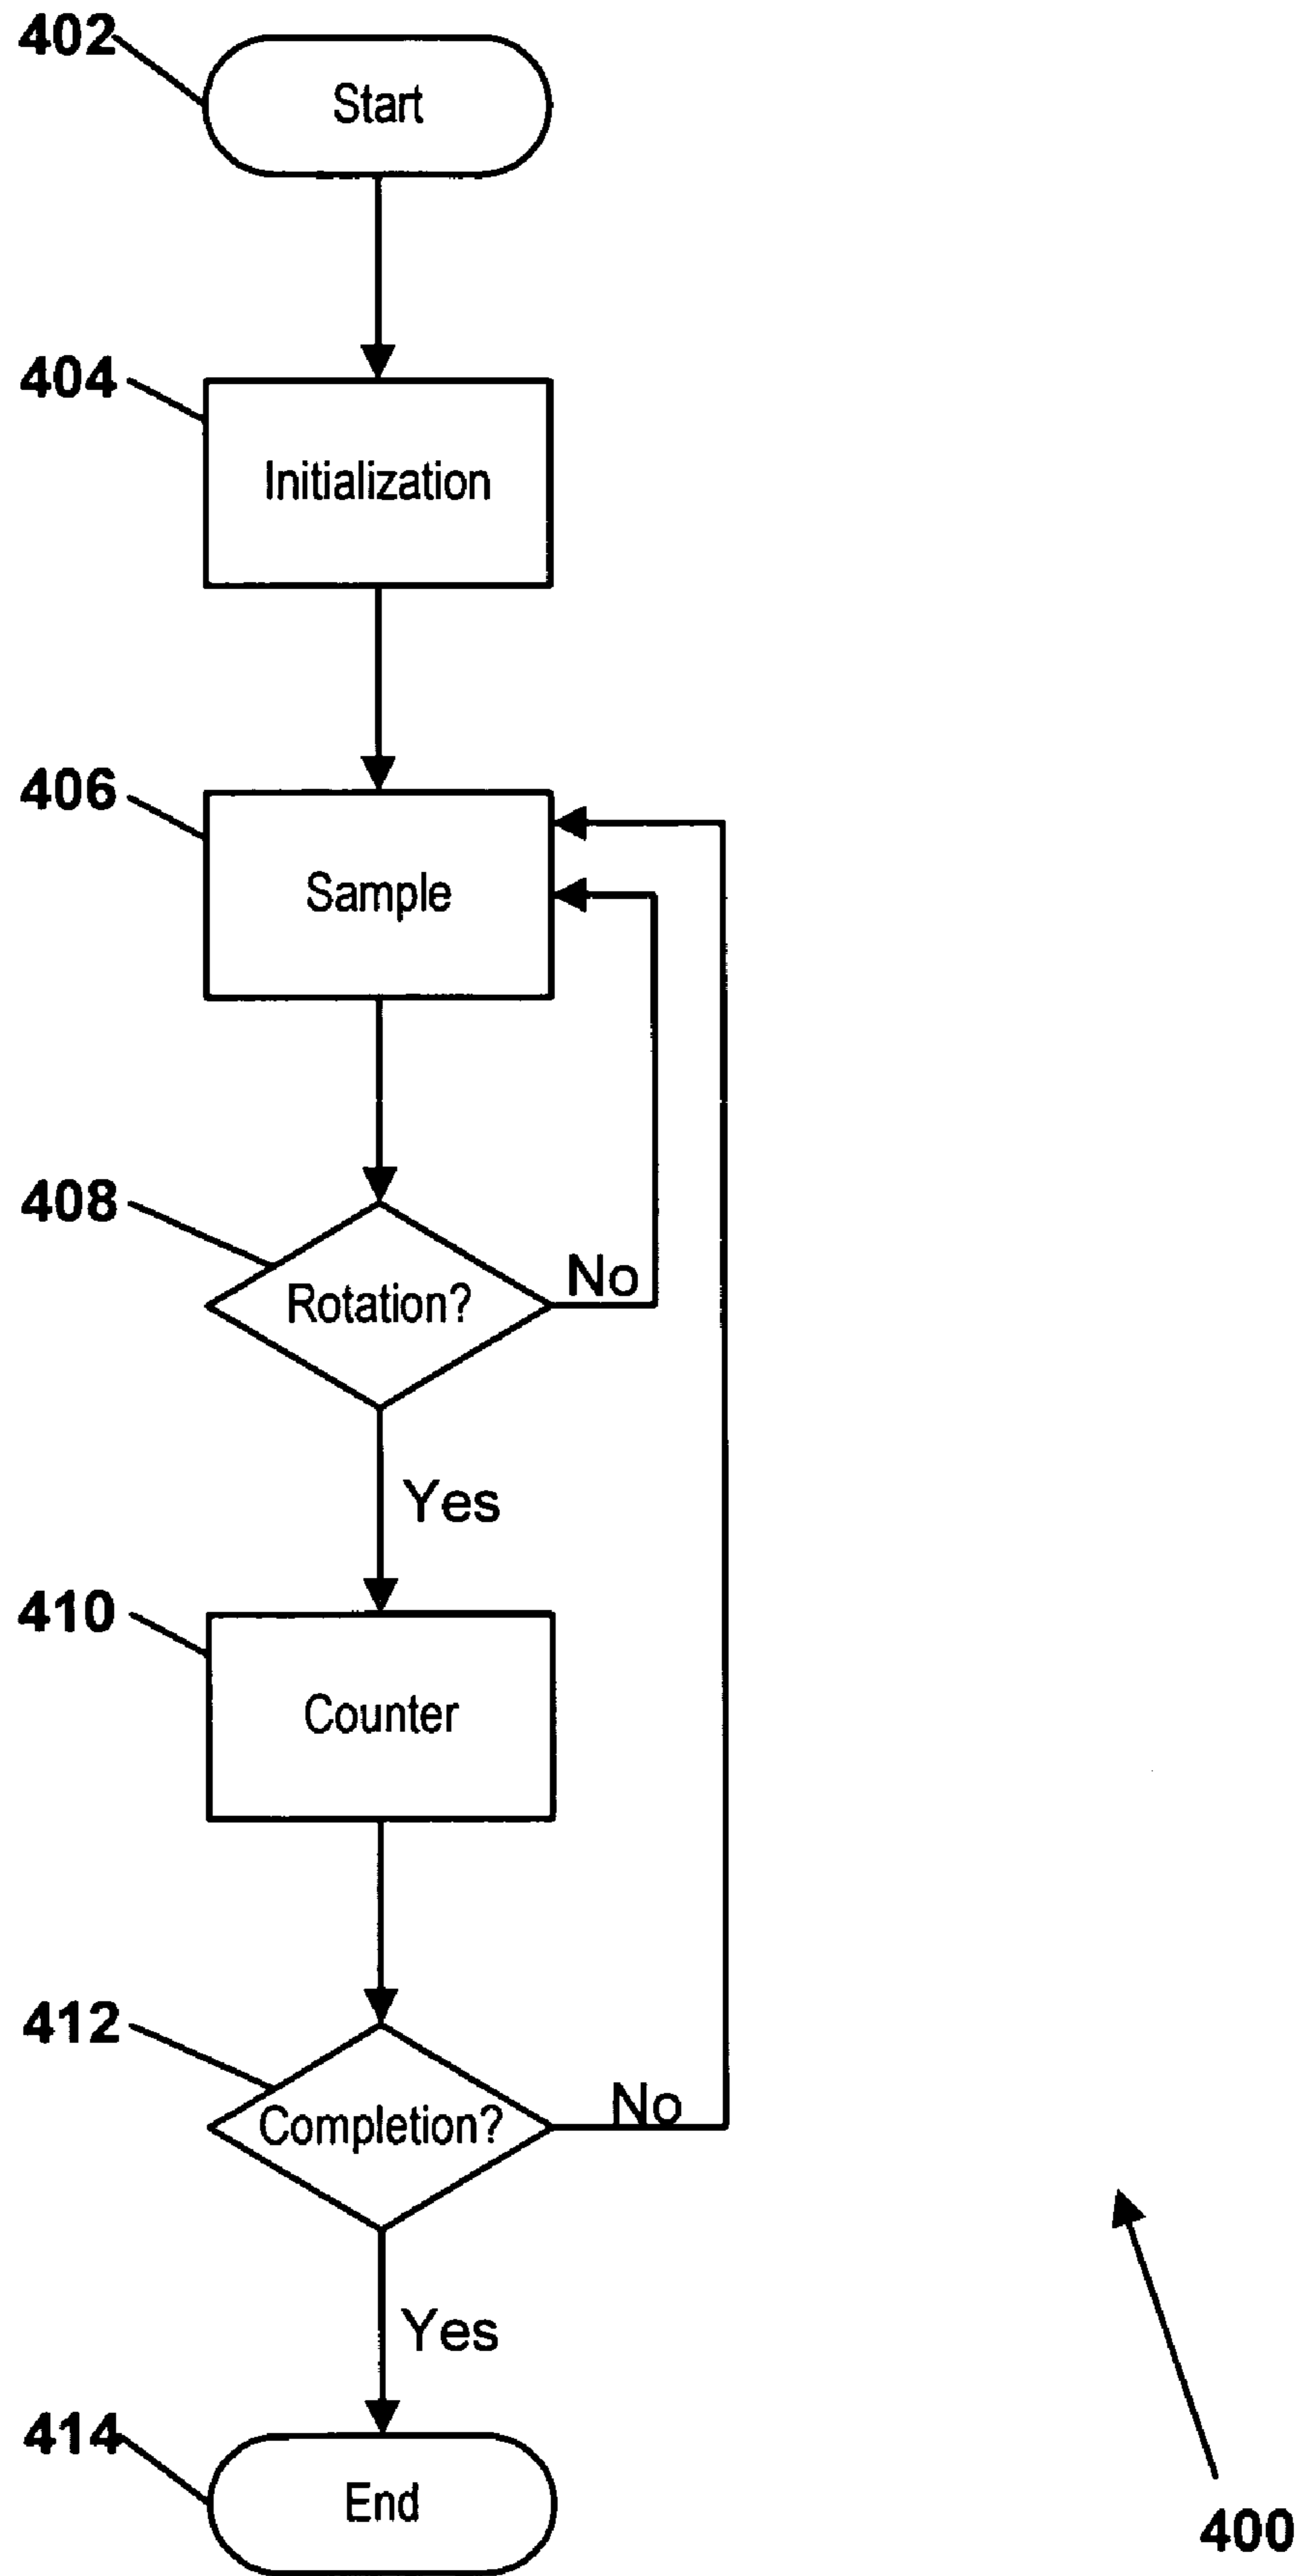 402
Start
404
Initialization
406
Sample
408
Rotation?
No
Yes
410
Counter
412
Completion?
No
Yes
414
End
400